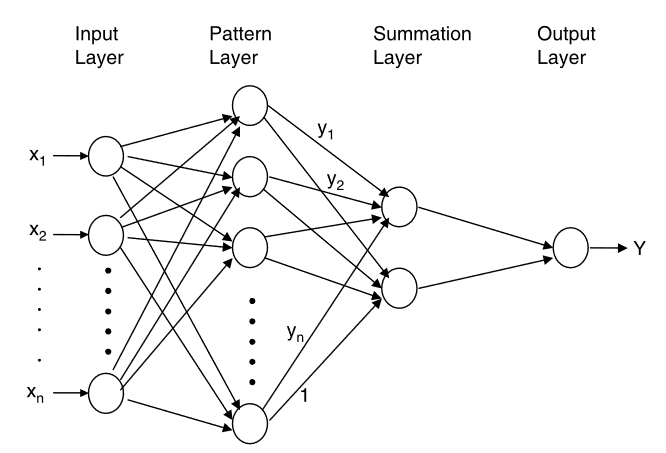 Input
Layer
Pattern
Layer
Summation
Layer
Output
Layer
x1
x2
xn
y1
y2
yn
1
Y